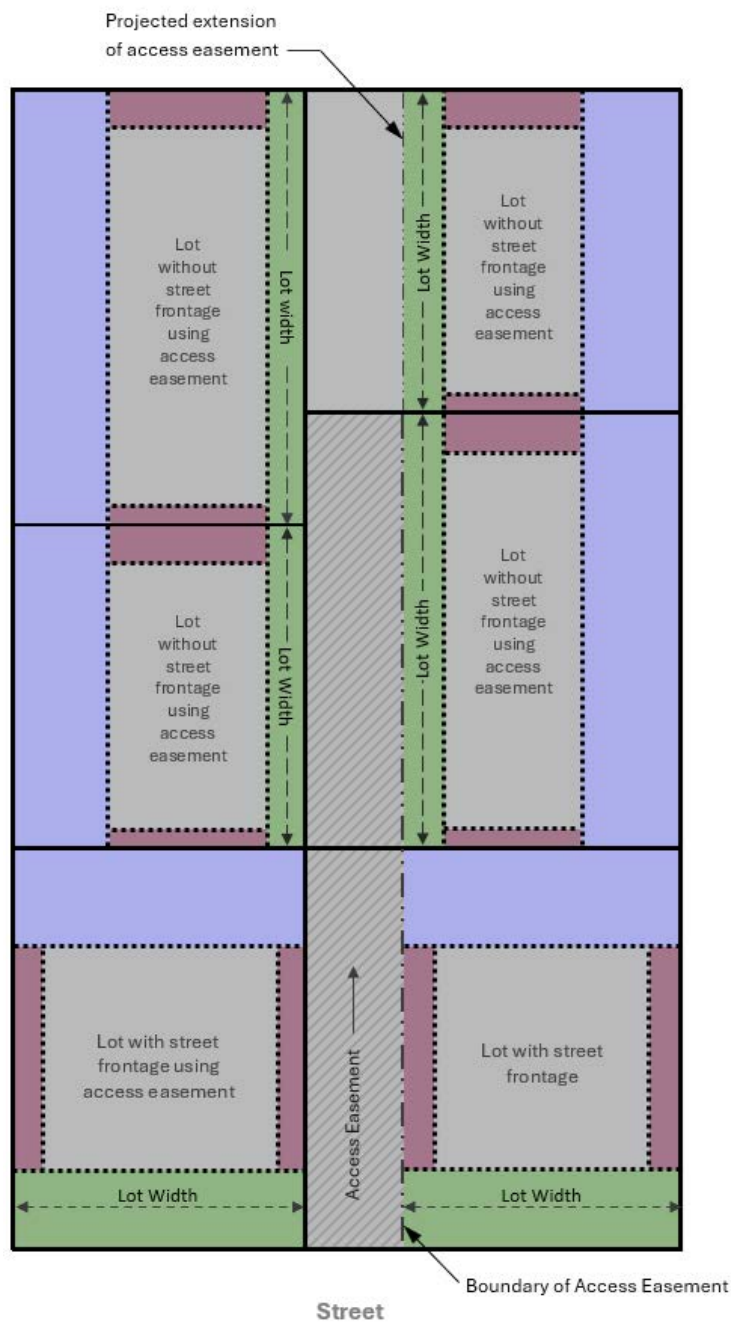 Projected extension
of access easement
Lot
without
street
frontage
using
access
easement
Lot width
Lot Width
Lot
without
street
frontage
using
access
easement
Lot
without
street
frontage
using
access
easement
Lot Width
Lot Width
Lot
without
street
frontage
using
access
easement
Lot with street
frontage using
access easement
Access Easement
Lot with street
frontage
Lot Width
Lot Width
Boundary of Access Easement
Street